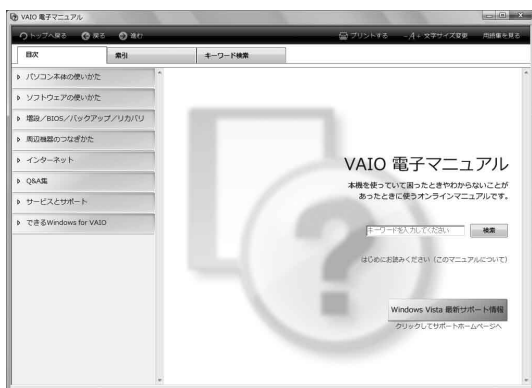 VAIO 電子マニュアル
トップへ戻る 戻る 進む プリントする -A+ 文字サイズ変更 用語集を見る
目次 索引 キーワード検索
パソコン本体の使いかた
ソフトウェアの使いかた
増設/BIOS/バックアップ/リカバリ
周辺機器のつなぎかた
インターネット
Q&A集
サービスとサポート
できるWindows for VAIO
VAIO 電子マニュアル
本機を使っていて困ったときやわからないことが
あったときに使うオンラインマニュアルです。
キーワードを入力してください 検索
はじめにお読みください(このマニュアルについて)
Windows Vista 最新サポート情報
クリックしてサポートホームページへ